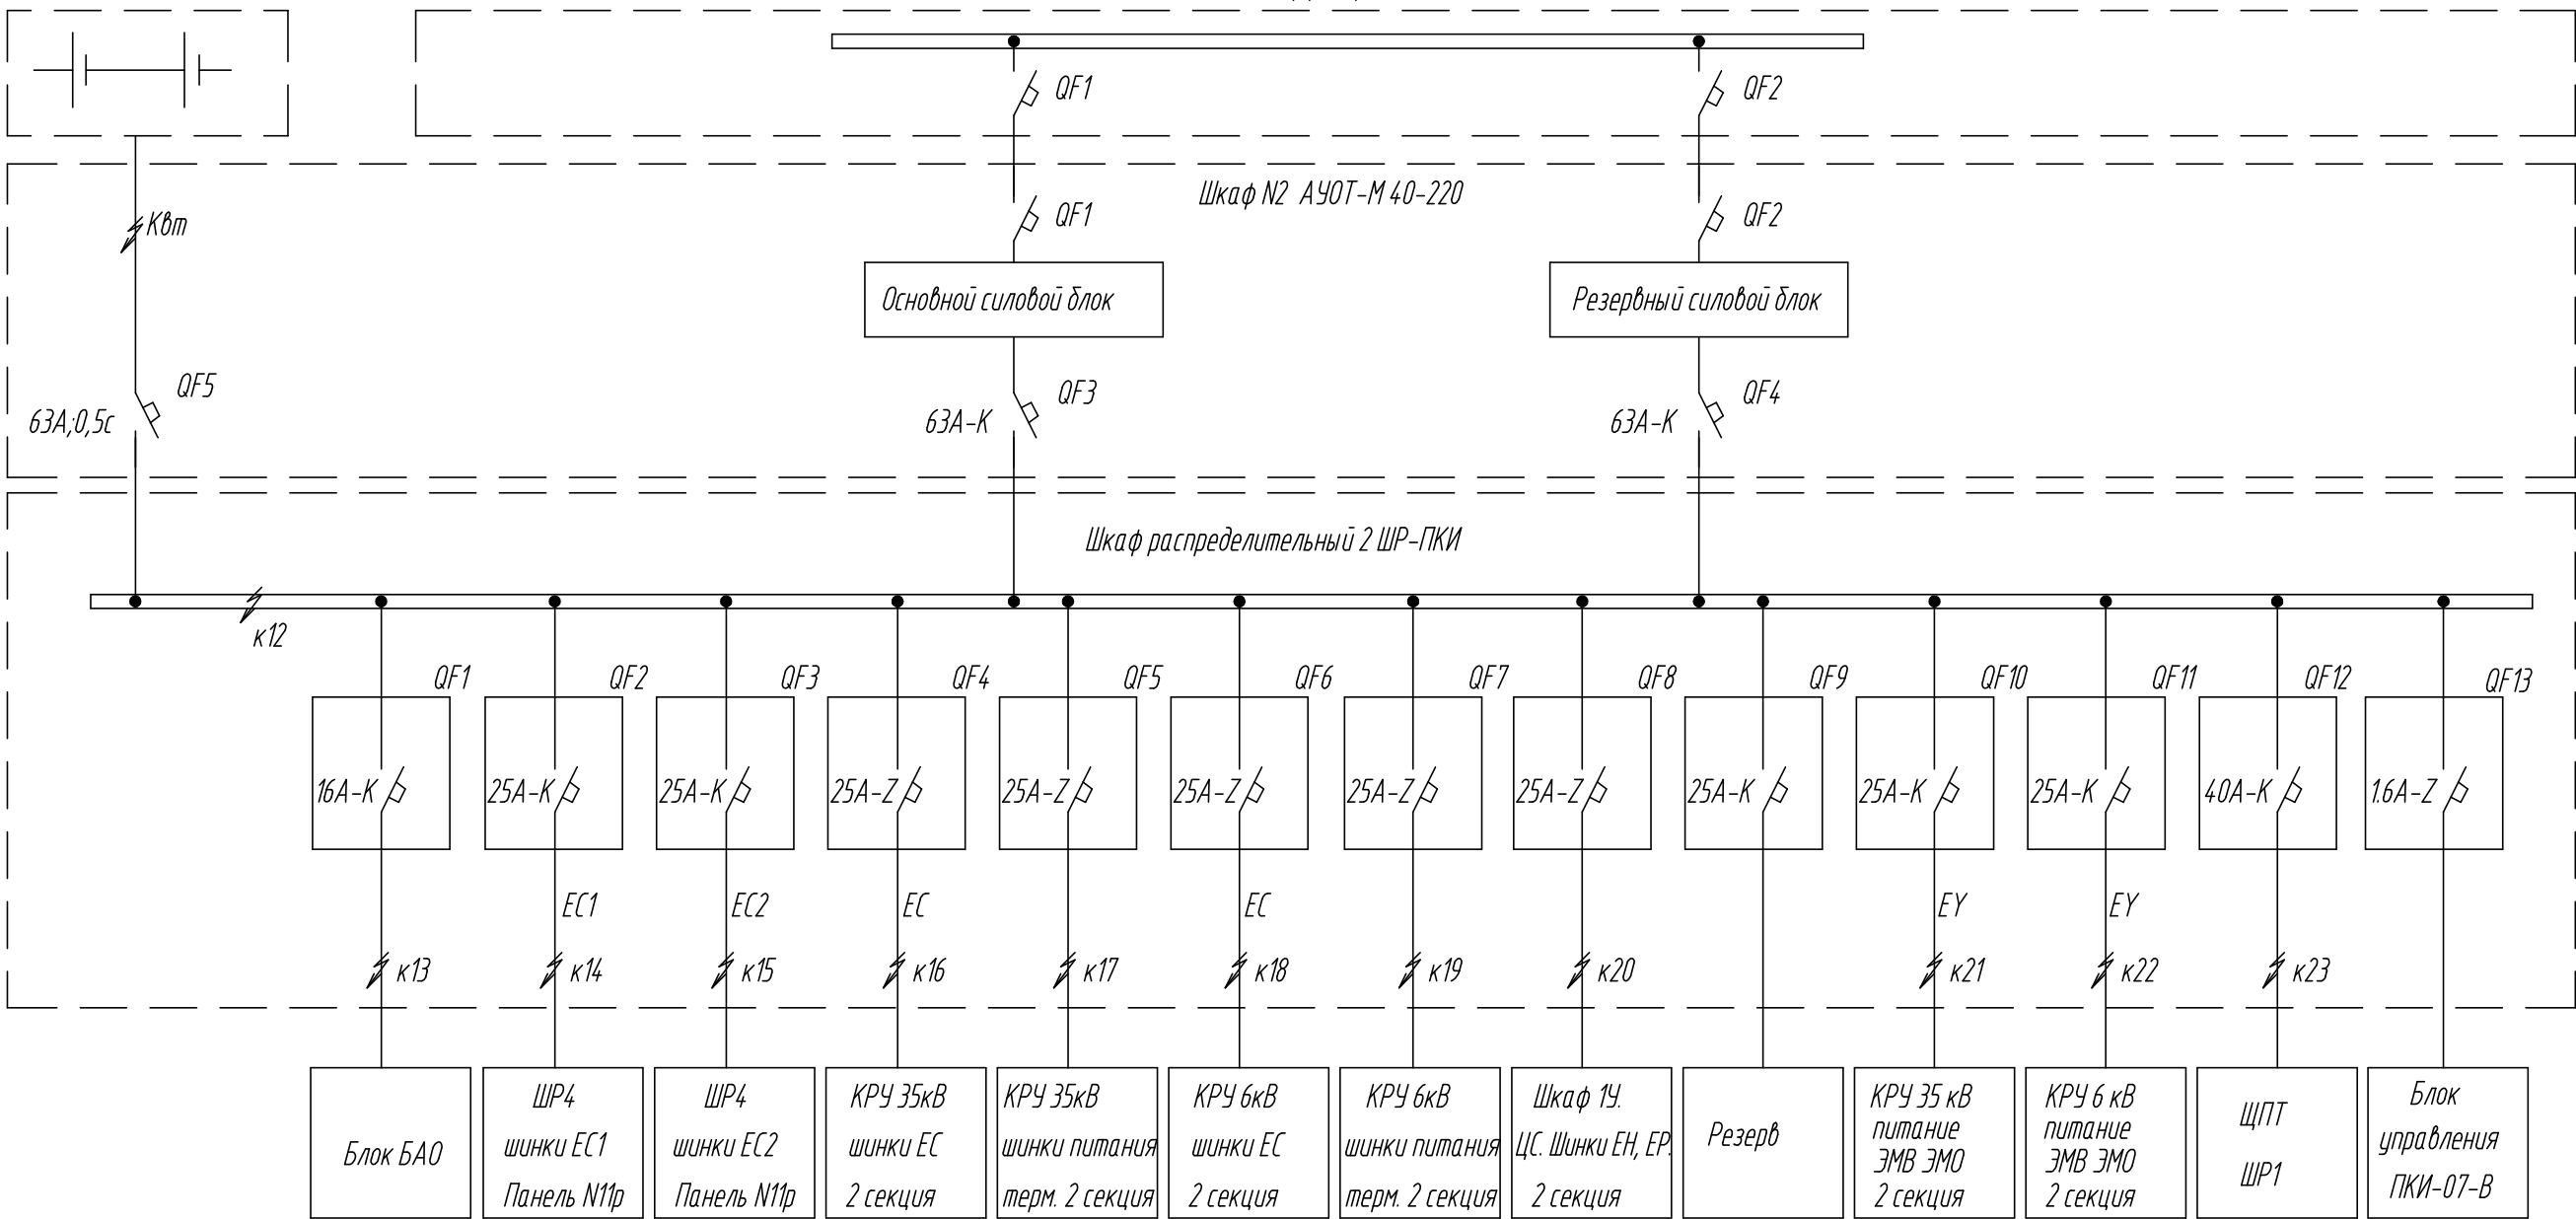 QF1
QF2
Шкаф N2 АУОТ-М 40-220
Квт
QF1
QF2
Основной силовой блок
Резервный силовой блок
QF5
63А;0,5с
QF3
63А-К
QF4
63А-К
Шкаф распределительный 2 ШР-ПКИ
к12
QF1
QF2
QF3
QF4
QF5
QF6
QF7
QF8
QF9
QF10
QF11
QF12
QF13
16А-К
25А-К
25А-К
25А-Z
25А-Z
25А-Z
25А-Z
25А-Z
25А-К
25А-К
25А-К
40А-К
1.6А-Z
ЕС1
ЕС2
ЕС
ЕС
EY
EY
к13
к14
к15
к16
к17
к18
к19
к20
к21
к22
к23
Блок БАО
ШР4
шинки ЕС1
Панель N11р
ШР4
шинки ЕС2
Панель N11р
КРУ 35кВ
шинки ЕС
2 секция
КРУ 35кВ
шинки питания
терм. 2 секция
КРУ 6кВ
шинки ЕС
2 секция
КРУ 6кВ
шинки питания
терм. 2 секция
Шкаф 1У.
ЦС. Шинки ЕН, ЕР.
2 секция
Резерв
КРУ 35 кВ
питание
ЭМВ ЭМО
2 секция
КРУ 6 кВ
питание
ЭМВ ЭМО
2 секция
ЩПТ
ШР1
Блок
управления
ПКИ-07-В